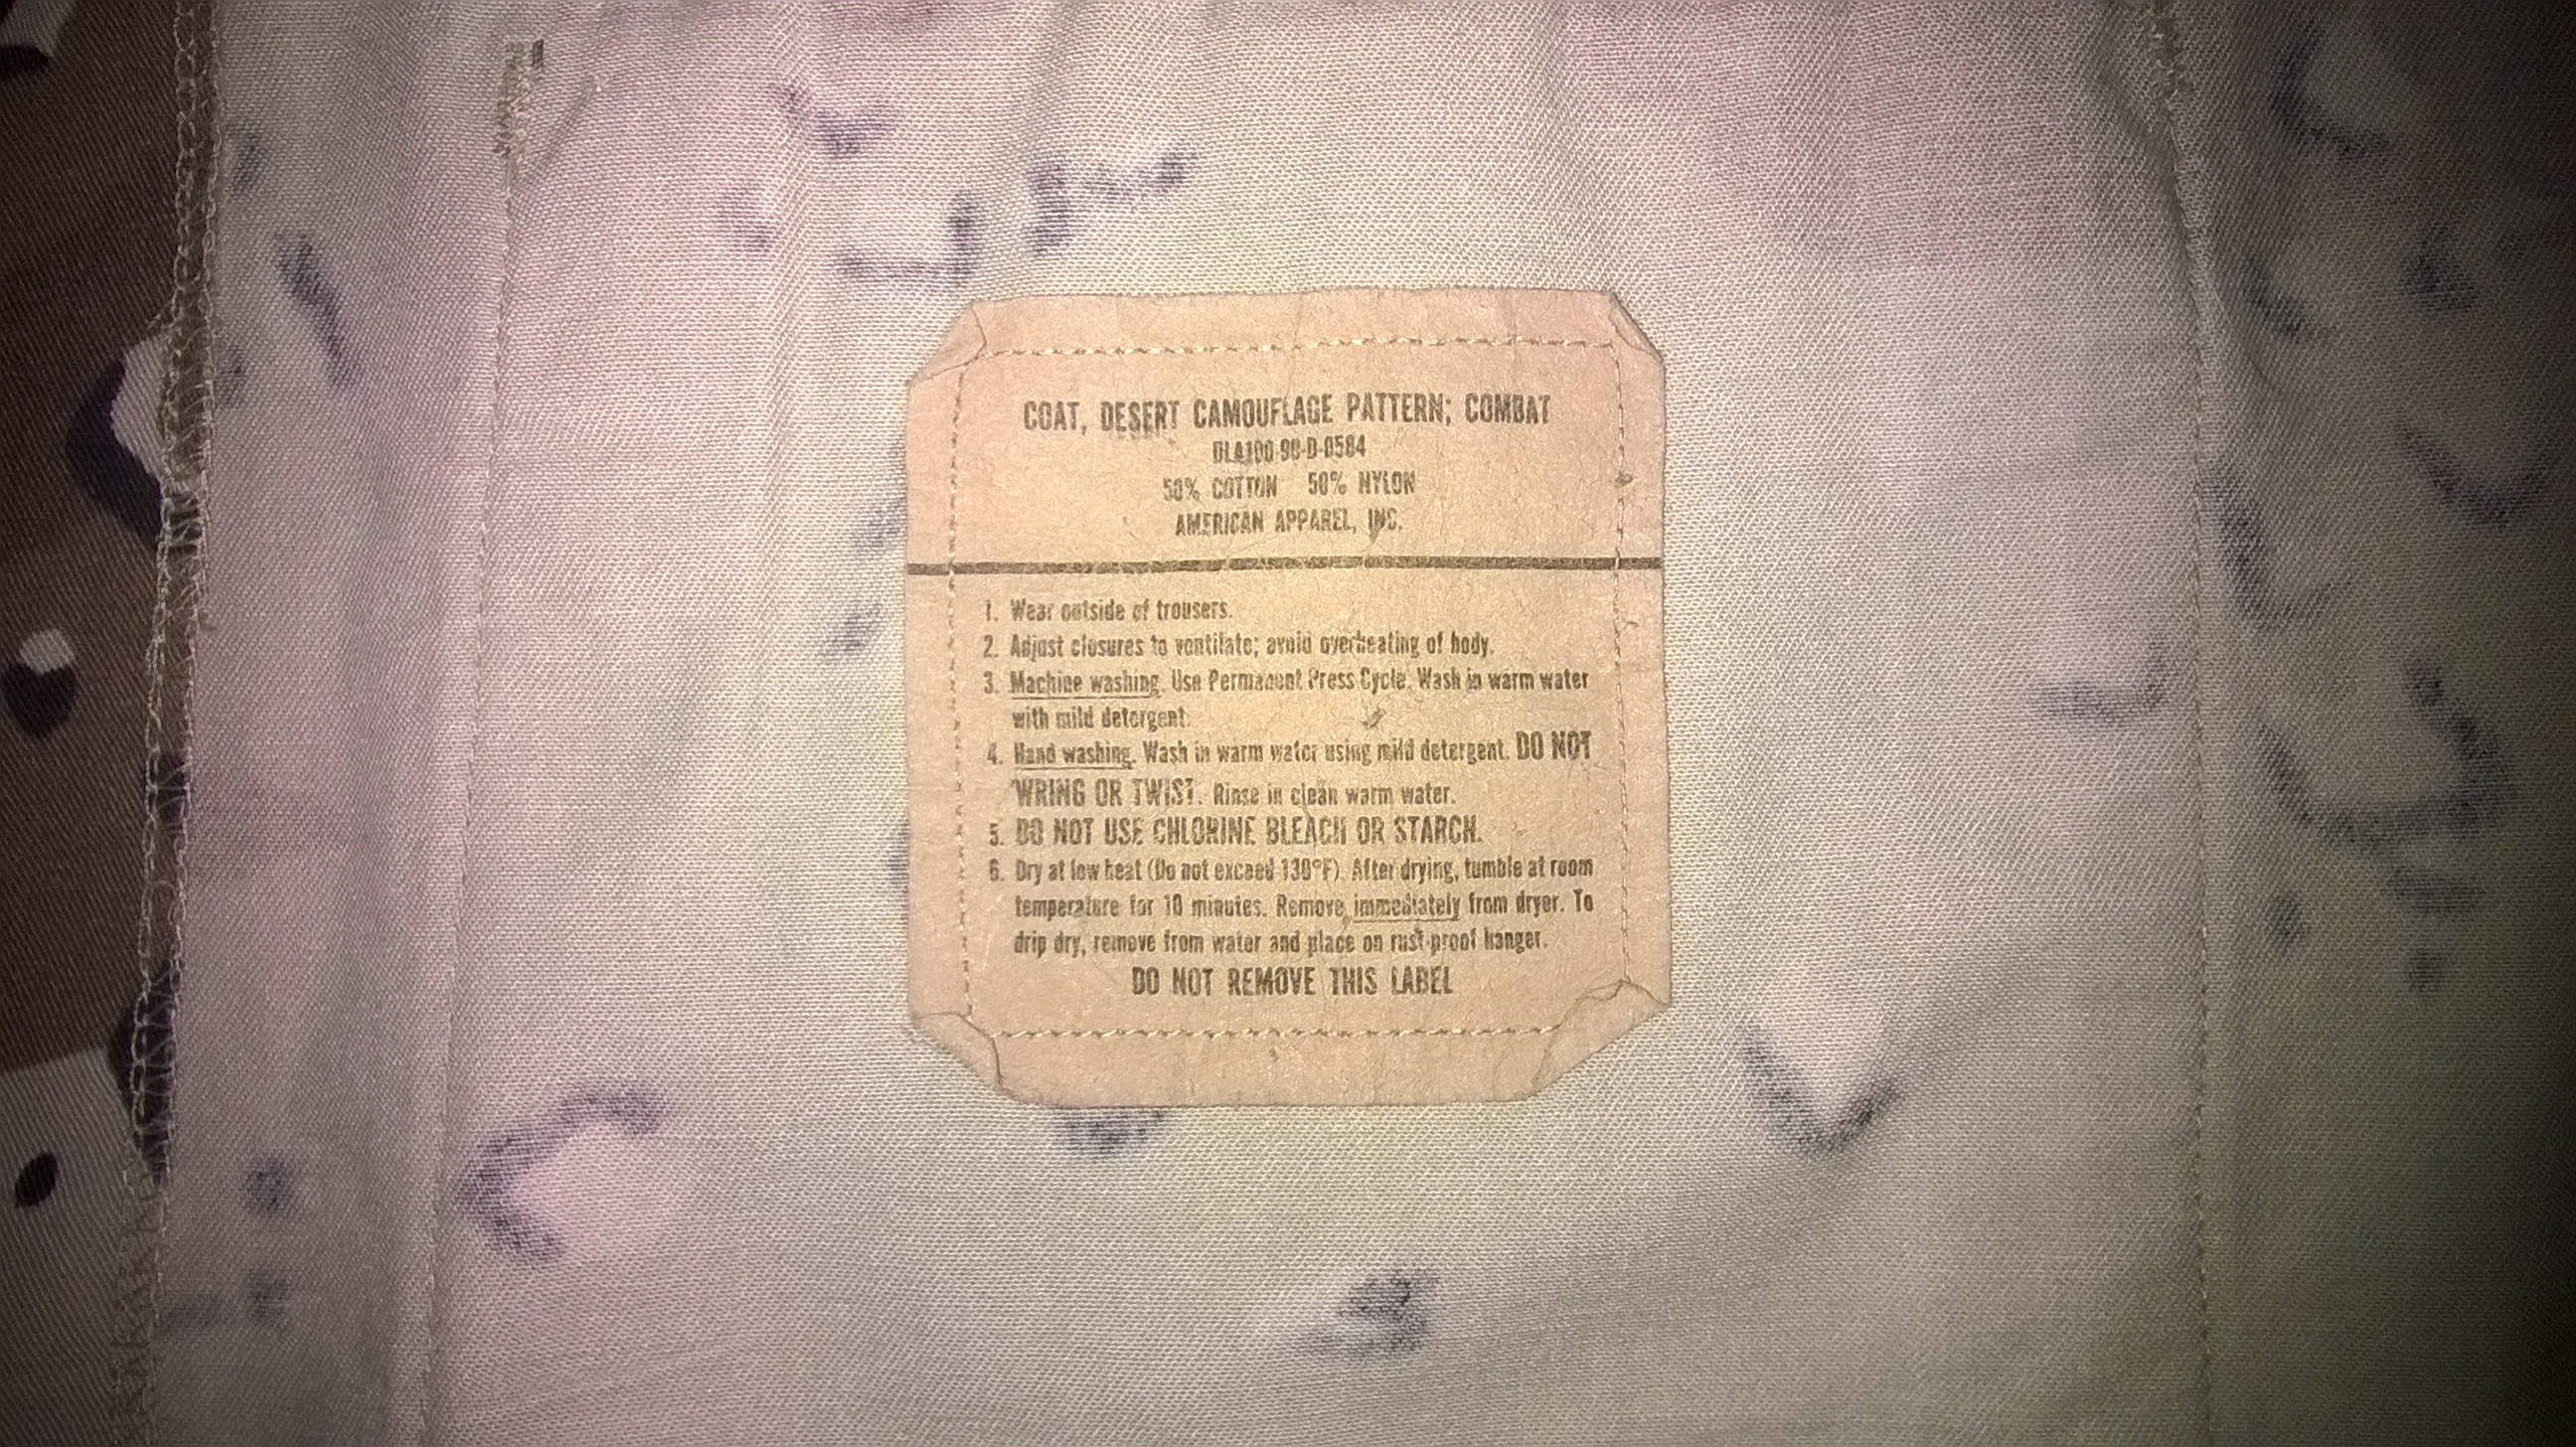 COAT, DESERT CAMOUFLAGE PATTERN; COMBAT
DLA100-90-D-0584
50% COTTON 50% NYLON
AMERICAN APPAREL, INC.
1. Wear outside of trousers.
2. Adjust closures to ventilate; avoid overheating of body.
3. Machine washing. Use Permanent Press Cycle. Wash in warm water
with mild detergent.
4. Hand washing. Wash in warm water using mild detergent. DO NOT
WRING OR TWIST. Rinse in clean warm water.
5. DO NOT USE CHLORINE BLEACH OR STARCH.
6. Dry at low heat (Do not exceed 130°F). After drying, tumble at room
temperature for 10 minutes. Remove immediately from dryer. To
drip dry, remove from water and place on rust-proof hanger.
DO NOT REMOVE THIS LABEL